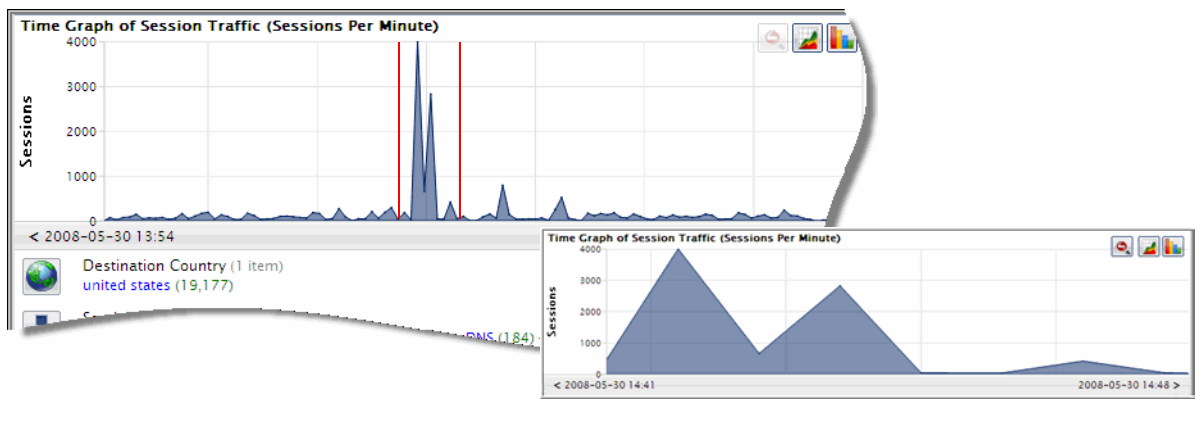 Time Graph of Session Traffic (Sessions Per Minute)
4000
3000
2000
1000
0
Sessions
< 2008-05-30 13:54
Destination Country (1 item)
united states (19,177)
DNS (184)
Time Graph of Session Traffic (Sessions Per Minute)
4000
3000
2000
1000
0
Sessions
< 2008-05-30 14:41
2008-05-30 14:48 >